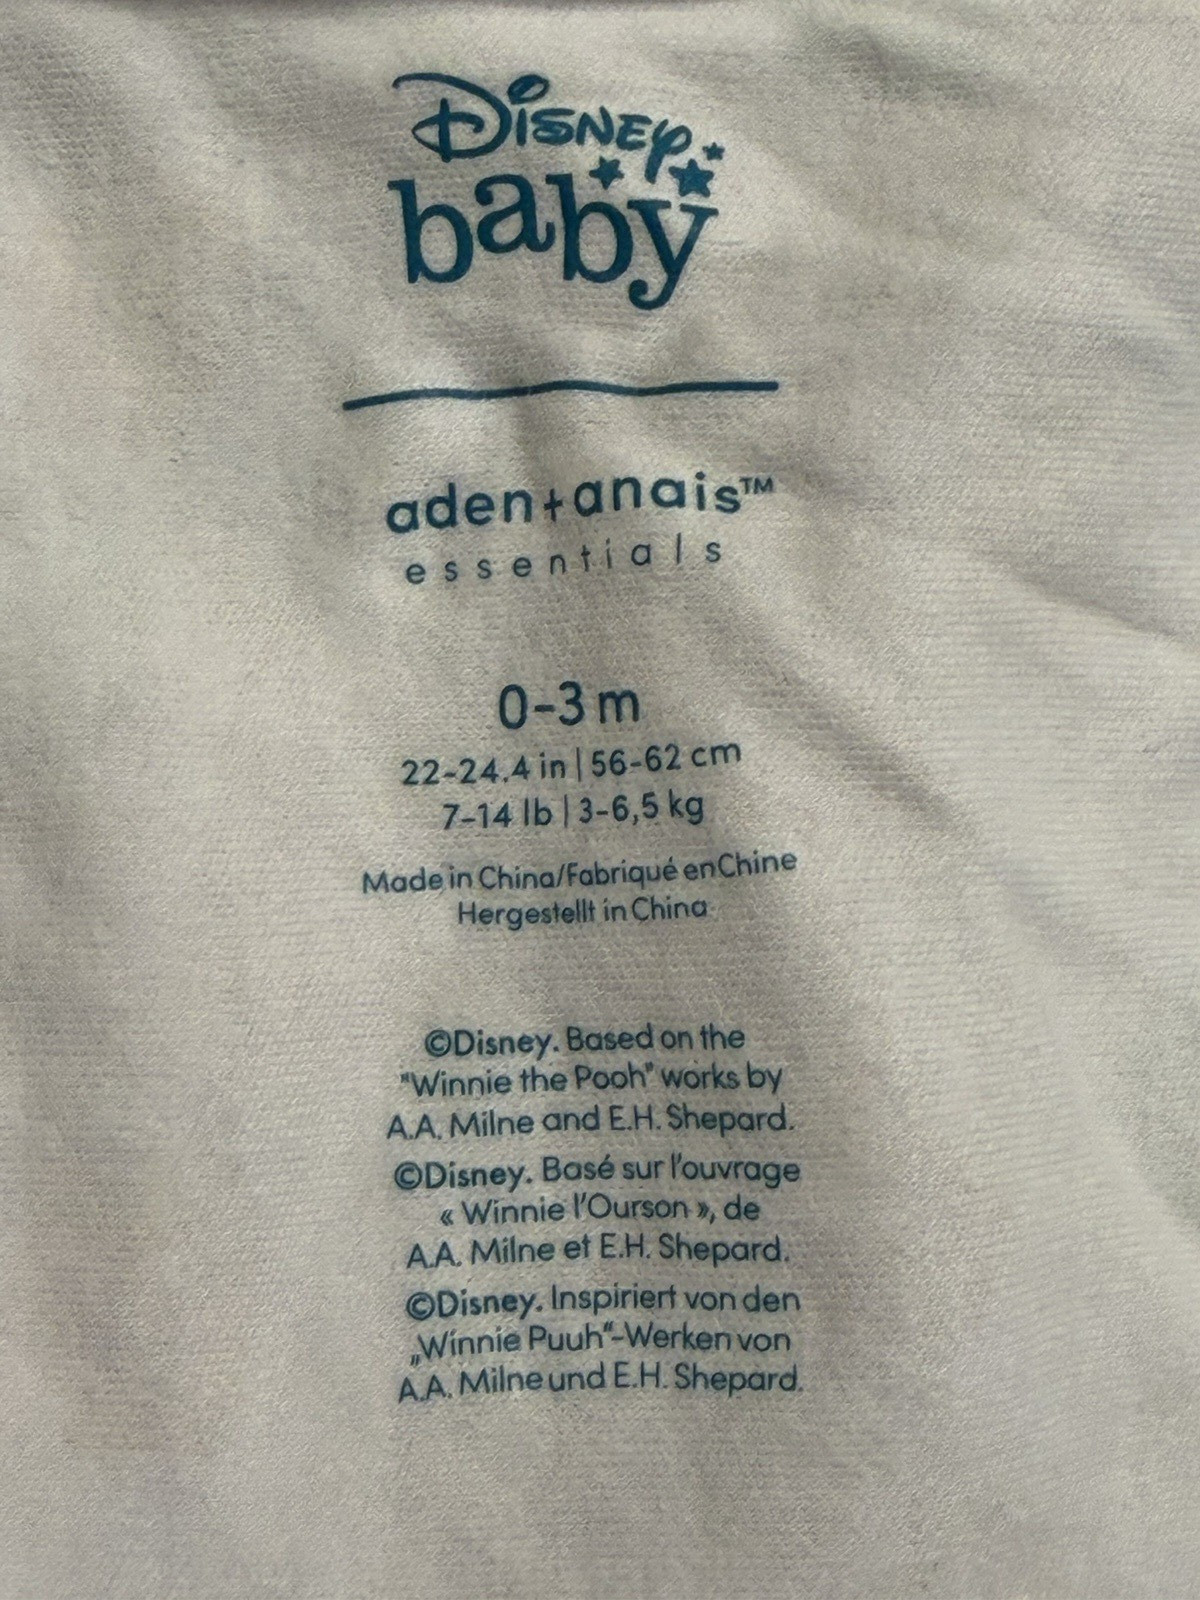 Disney
baby
aden+anais™
essentials
0-3 m
22-24.4 in | 56-62 cm
7-14 lb | 3-6,5 kg
Made in China/Fabriqué en Chine
Hergestellt in China
©Disney. Based on the
"Winnie the Pooh" works by
A.A. Milne and E.H. Shepard.
©Disney. Basé sur l'ouvrage
« Winnie l'Ourson », de
A.A. Milne et E.H. Shepard.
©Disney. Inspiriert von den
„Winnie Puuh“-Werken von
A.A. Milne und E.H. Shepard.